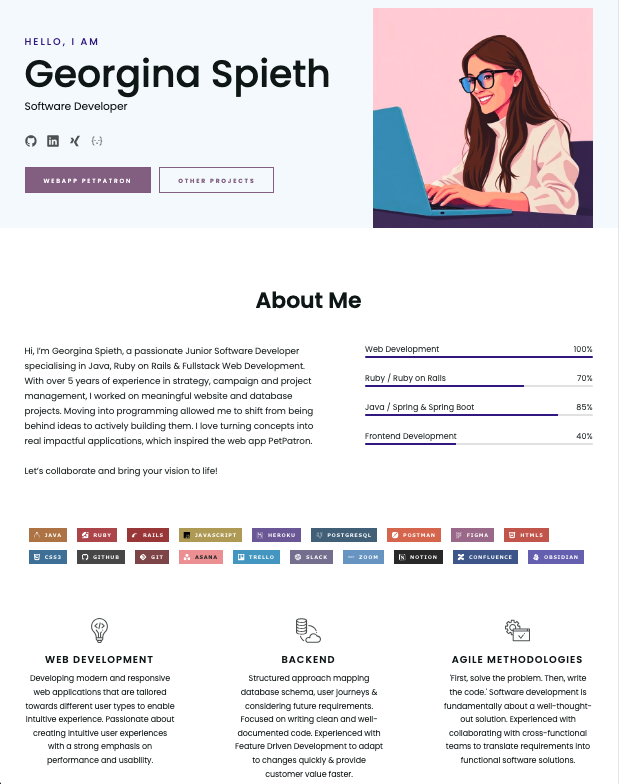 HELLO, I AM
Georgina Spieth
Software Developer
WEBAPP PETPATRON
OTHER PROJECTS
About Me
Hi, I'm Georgina Spieth, a passionate Junior Software Developer
specialising in Java, Ruby on Rails & Fullstack Web Development.
With over 5 years of experience in strategy, campaign and project
management, I worked on meaningful website and database
projects. Moving into programming allowed me to shift from being
behind ideas to actively building them. I love turning concepts into
real impactful applications, which inspired the web app PetPatron.
Let's collaborate and bring your vision to life!
Web Development 100%
Ruby / Ruby on Rails 70%
Java / Spring & Spring Boot 85%
Frontend Development 40%
JAVA RUBY RAILS JAVASCRIPT HEROKU POSTGRESQL POSTMAN FIGMA HTML5
CSS3 GITHUB GIT ASANA TRELLO SLACK ZOOM NOTION CONFLUENCE OBSIDIAN
WEB DEVELOPMENT
Developing modern and responsive
web applications that are tailored
towards different user types to enable
intuitive experience. Passionate about
creating intuitive user experiences
with a strong emphasis on
performance and usability.
BACKEND
Structured approach mapping
database schema, user journeys &
considering future requirements.
Focused on writing clean and well-
documented code. Experienced with
Feature Driven Development to adapt
to changes quickly & provide
customer value faster.
AGILE METHODOLOGIES
'First, solve the problem. Then, write
the code.' Software development is
fundamentally about a well-thought-
out solution. Experienced with
collaborating with cross-functional
teams to translate requirements into
functional software solutions.